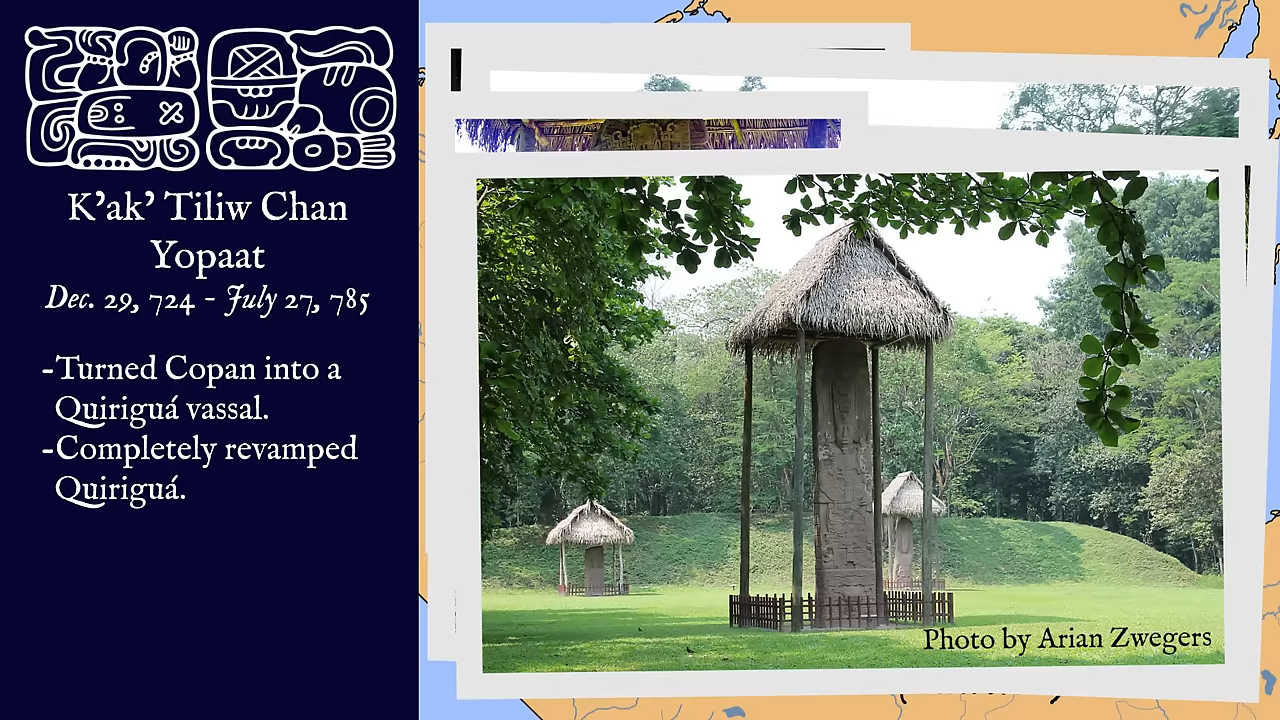 K'ak' Tiliw Chan
Yopaat
Dec. 29, 724 - July 27, 785
-Turned Copan into a
Quiriguá vassal.
-Completely revamped
Quiriguá.
Photo by Arian Zwegers